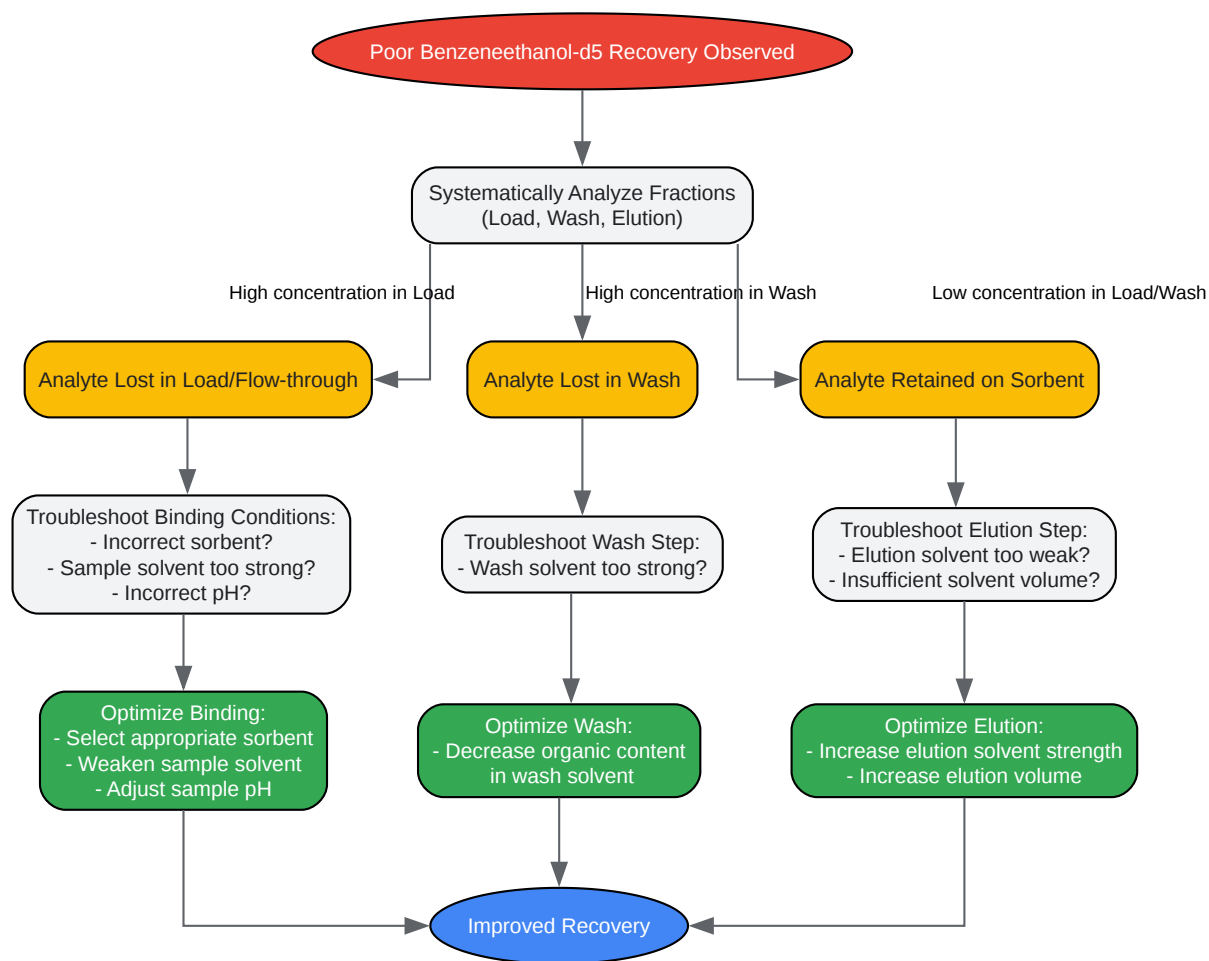 Poor Benzeneethanol-d5 Recovery Observed
Systematically Analyze Fractions
(Load, Wash, Elution)
High concentration in Load
High concentration in Wash
Low concentration in Load/Wash
Analyte Lost in Load/Flow-through
Analyte Lost in Wash
Analyte Retained on Sorbent
Troubleshoot Binding Conditions:
- Incorrect sorbent?
- Sample solvent too strong?
- Incorrect pH?
Troubleshoot Wash Step:
- Wash solvent too strong?
Troubleshoot Elution Step:
- Elution solvent too weak?
- Insufficient solvent volume?
Optimize Binding:
- Select appropriate sorbent
- Weaken sample solvent
- Adjust sample pH
Optimize Wash:
- Decrease organic content
in wash solvent
Optimize Elution:
- Increase elution solvent strength
- Increase elution volume
Improved Recovery